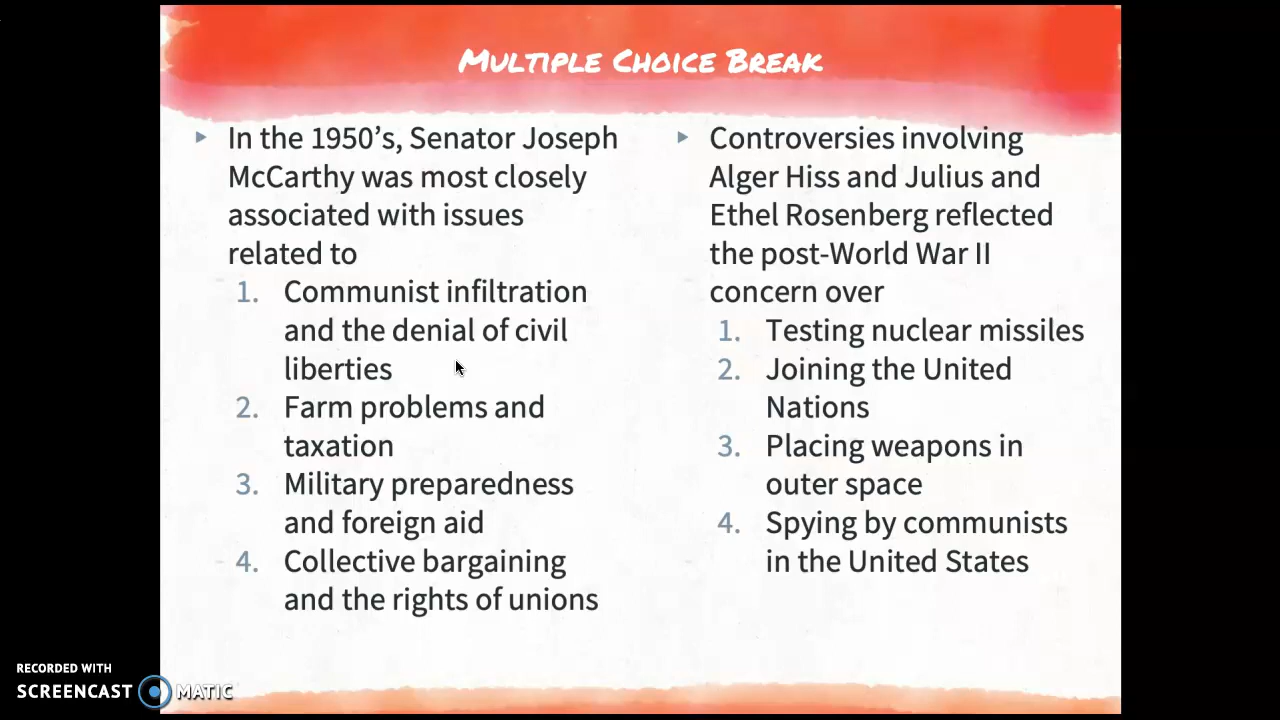 Multiple Choice Break
In the 1950’s, Senator Joseph
McCarthy was most closely
associated with issues
related to
1. Communist infiltration
and the denial of civil
liberties
2. Farm problems and
taxation
3. Military preparedness
and foreign aid
4. Collective bargaining
and the rights of unions
Controversies involving
Alger Hiss and Julius and
Ethel Rosenberg reflected
the post-World War II
concern over
1. Testing nuclear missiles
2. Joining the United
Nations
3. Placing weapons in
outer space
4. Spying by communists
in the United States
RECORDED WITH
SCREENCAST MATIC